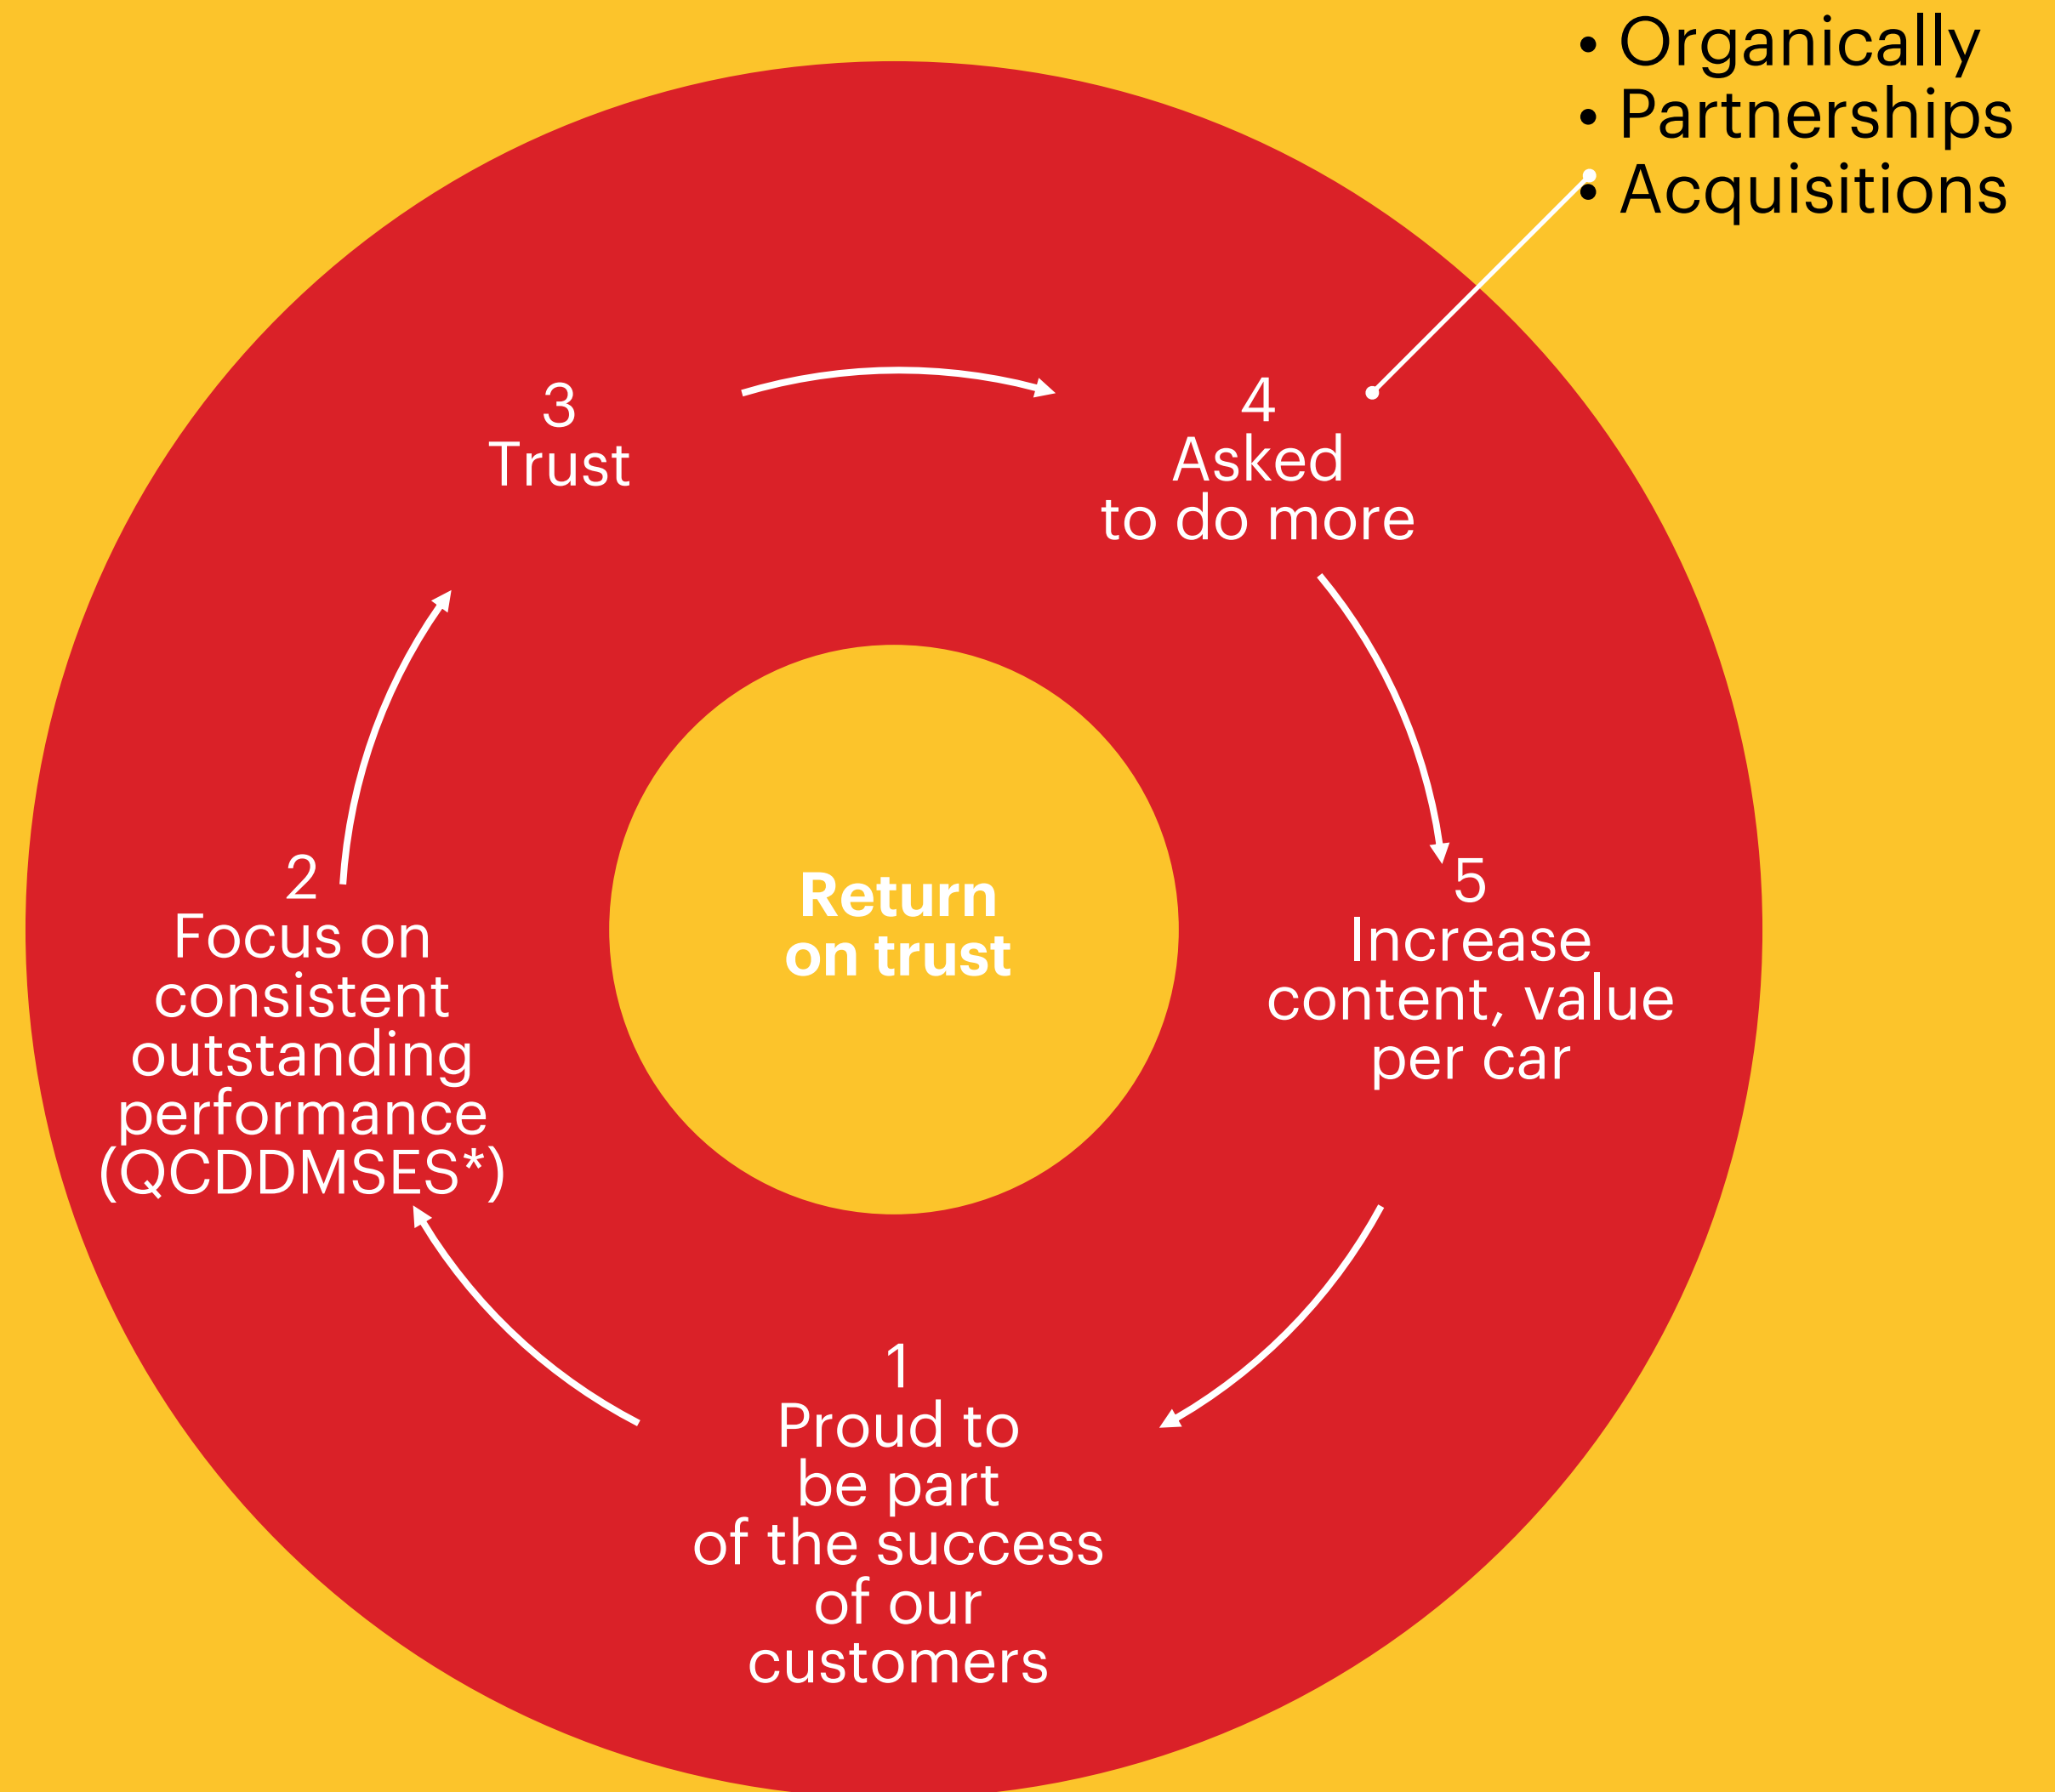 • Organically
• Partnerships
• Acquisitions
3
Trust
4
Asked
to do more
2
Focus on
consistent
outstanding
performance
(QCDDMSES*)
Return
on trust
5
Increase
content, value
per car
1
Proud to
be part
of the success
of our
customers